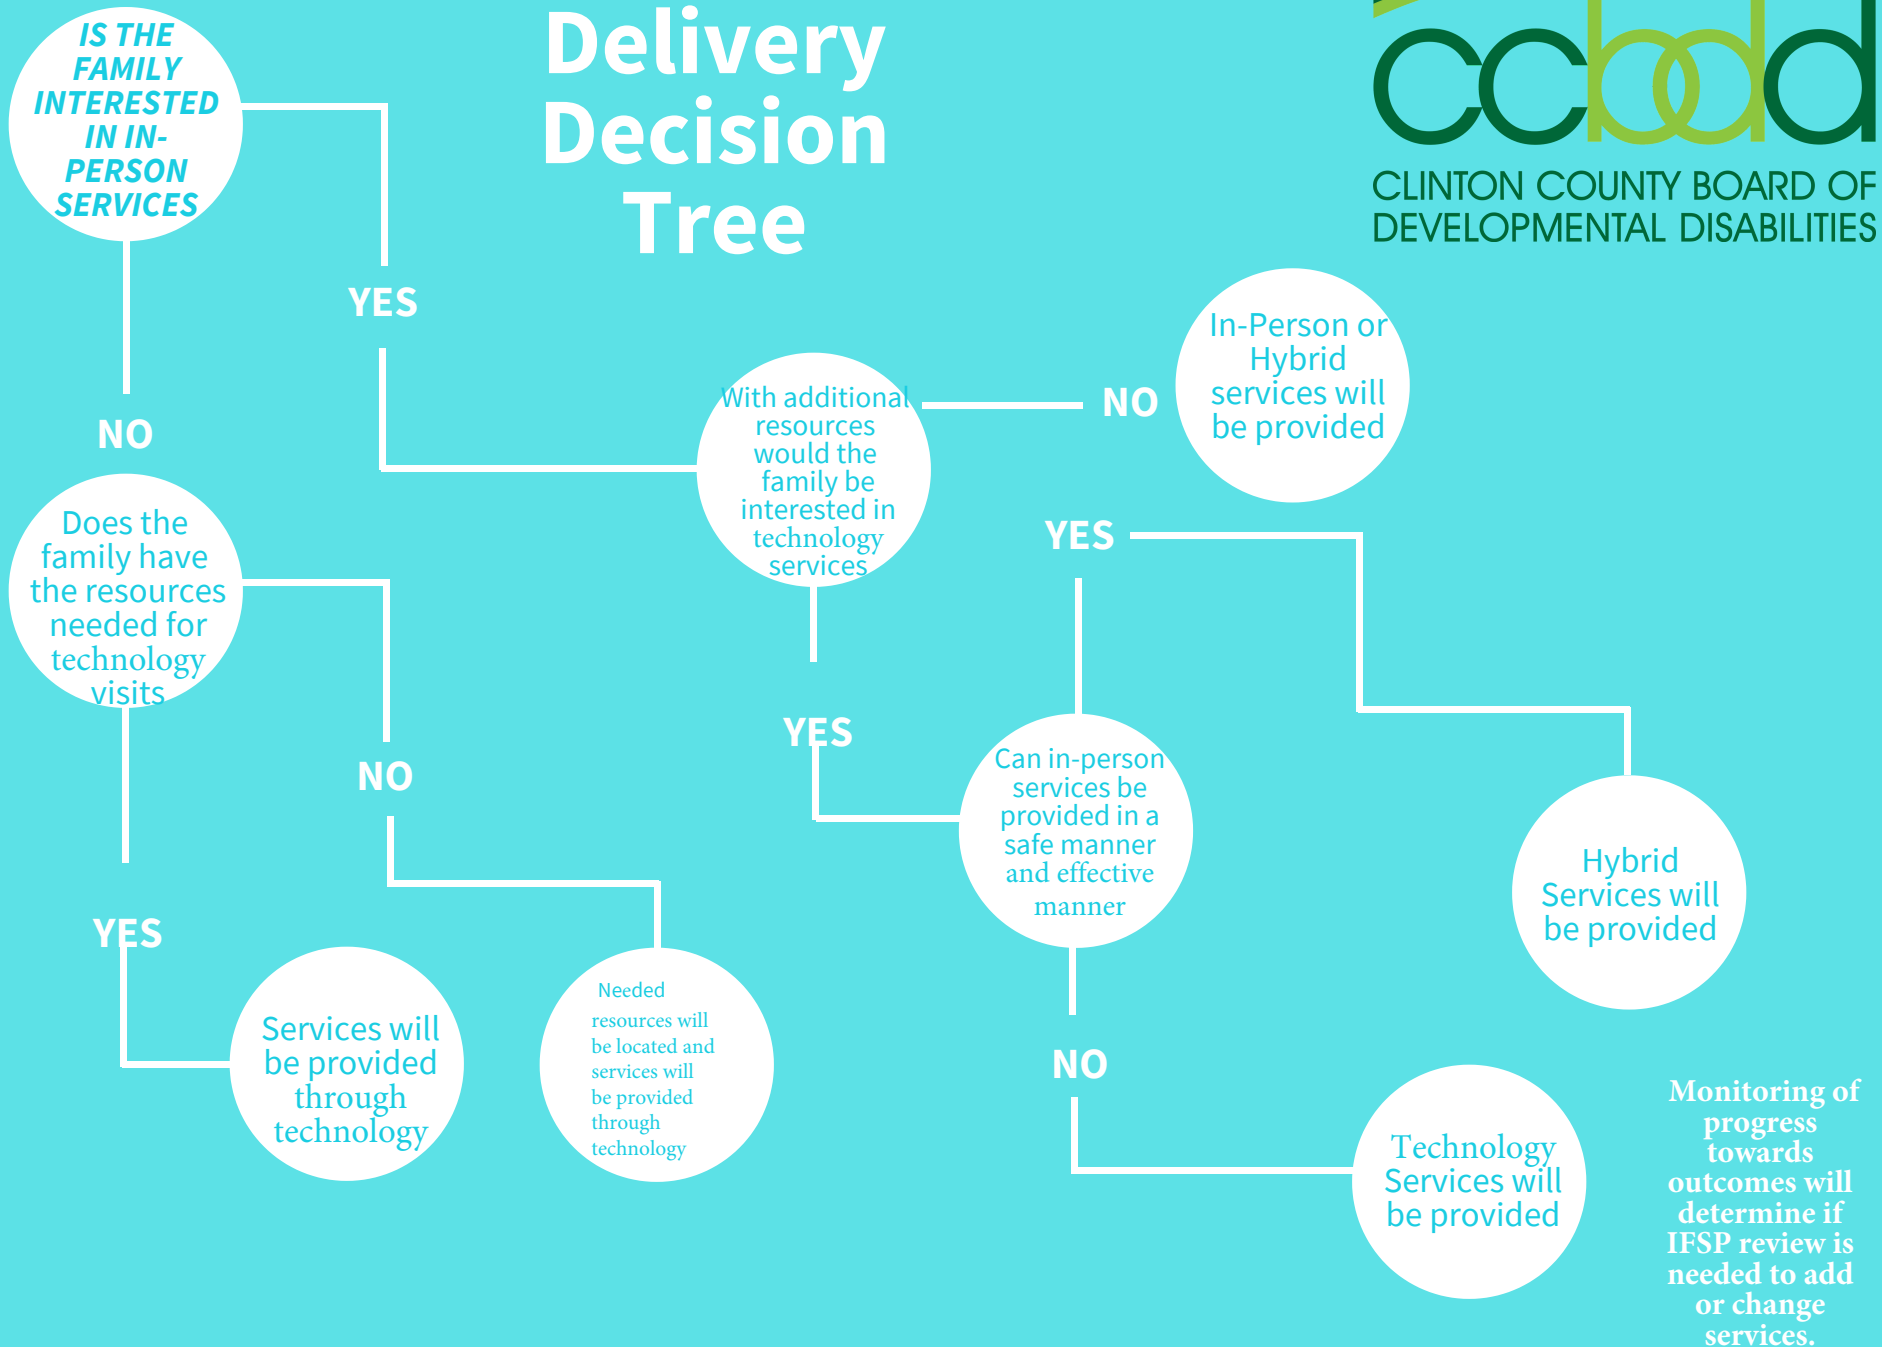 Delivery
Decision
Tree
ccbdd
CLINTON COUNTY BOARD OF
DEVELOPMENTAL DISABILITIES
IS THE
FAMILY
INTERESTED
IN IN-
PERSON
SERVICES
YES
NO
With additional
resources
would the
family be
interested in
technology
services
NO
In-Person or
Hybrid
services will
be provided
Does the
family have
the resources
needed for
technology
visits
YES
NO
YES
Can in-person
services be
provided in a
safe manner
and effective
manner
YES
Hybrid
Services will
be provided
Services will
be provided
through
technology
Needed
resources will
be located and
services will
be provided
through
technology
NO
Technology
Services will
be provided
Monitoring of
progress
towards
outcomes will
determine if
IFSP review is
needed to add
or change
services.